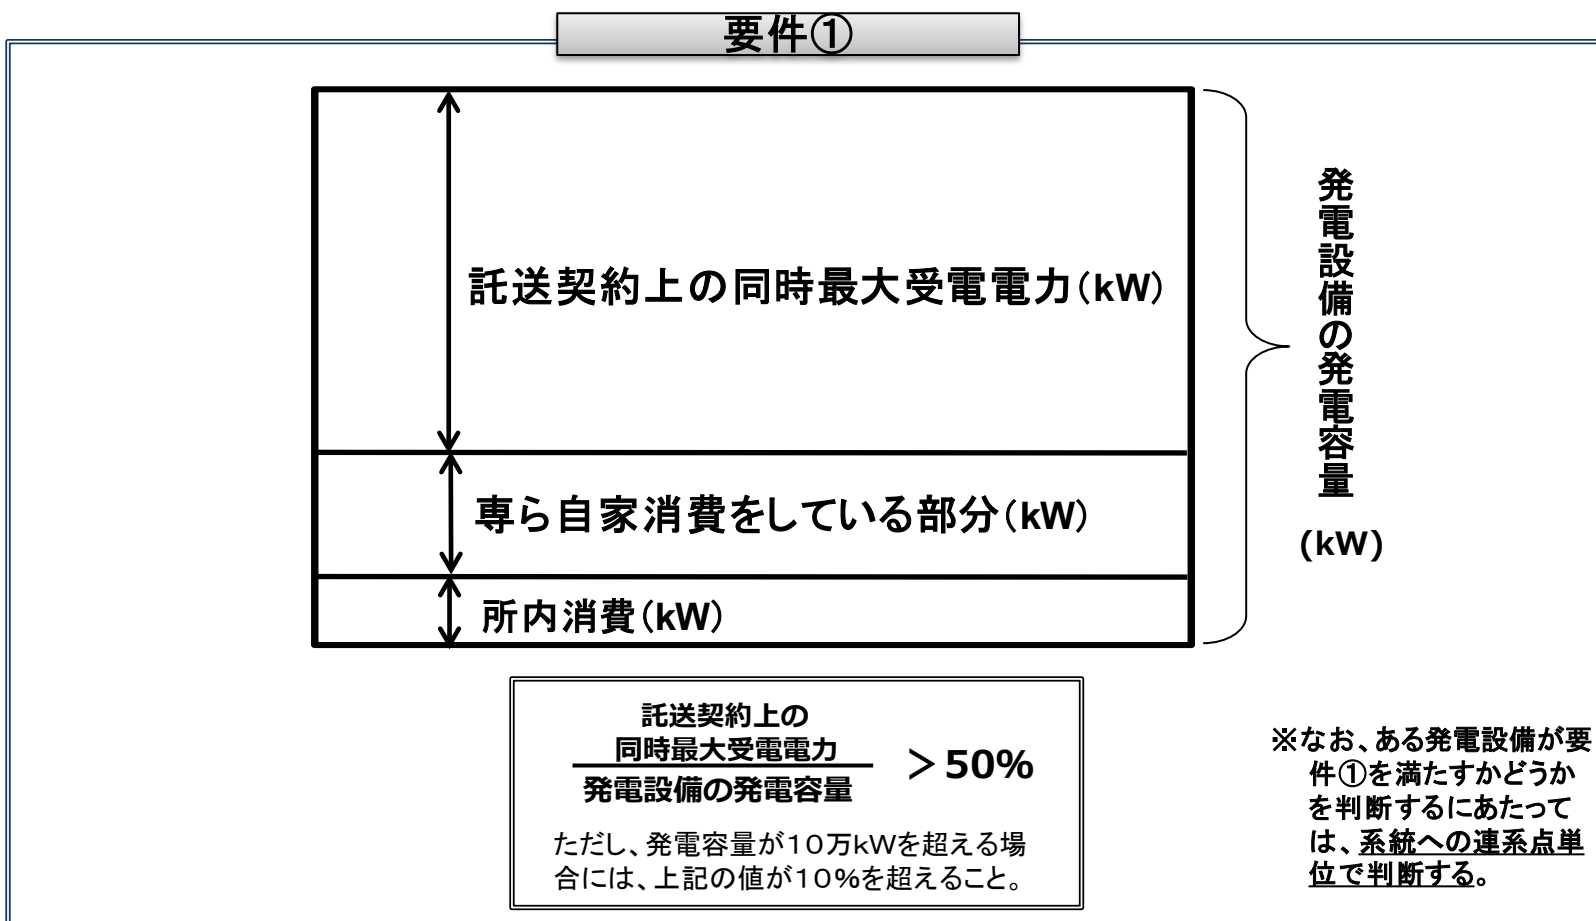 要件①
託送契約上の同時最大受電電力(kW)
専ら自家消費をしている部分(kW)
所内消費(kW)
発電設備の発電容量
(kW)
託送契約上の
同時最大受電電力
発電設備の発電容量
＞50%
ただし、発電容量が１０万kWを超える場
合には、上記の値が１０％を超えること。
※なお、ある発電設備が要
件①を満たすかどうか
を判断するにあたって
は、系統への連系点単
位で判断する。